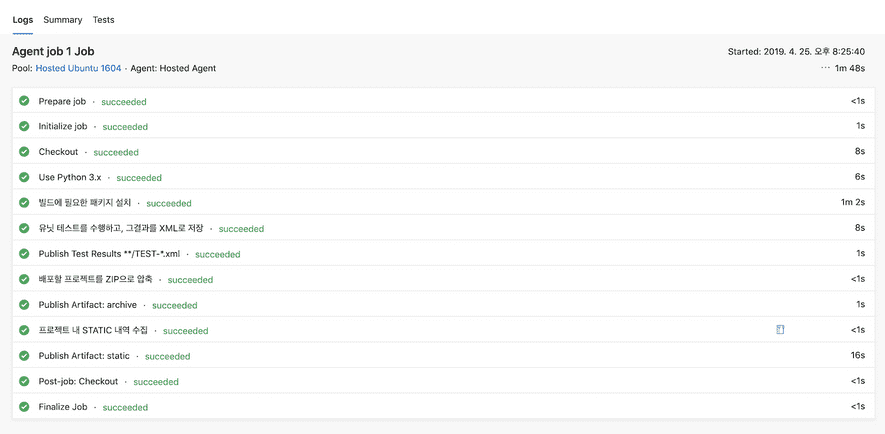 Logs Summary Tests
Agent job 1 Job Started: 2019. 4. 25. 오후 8:25:40
Pool: Hosted Ubuntu 1604 · Agent: Hosted Agent ··· 1m 48s
Prepare job · succeeded <1s
Initialize job · succeeded 1s
Checkout · succeeded 8s
Use Python 3.x · succeeded 6s
빌드에 필요한 패키지 설치 · succeeded 1m 2s
유닛 테스트를 수행하고, 그결과를 XML로 저장 · succeeded 8s
Publish Test Results **/TEST-*.xml · succeeded 1s
배포할 프로젝트를 ZIP으로 압축 · succeeded <1s
Publish Artifact: archive · succeeded 1s
프로젝트 내 STATIC 내역 수집 · succeeded <1s
Publish Artifact: static · succeeded 16s
Post-job: Checkout · succeeded <1s
Finalize Job · succeeded <1s